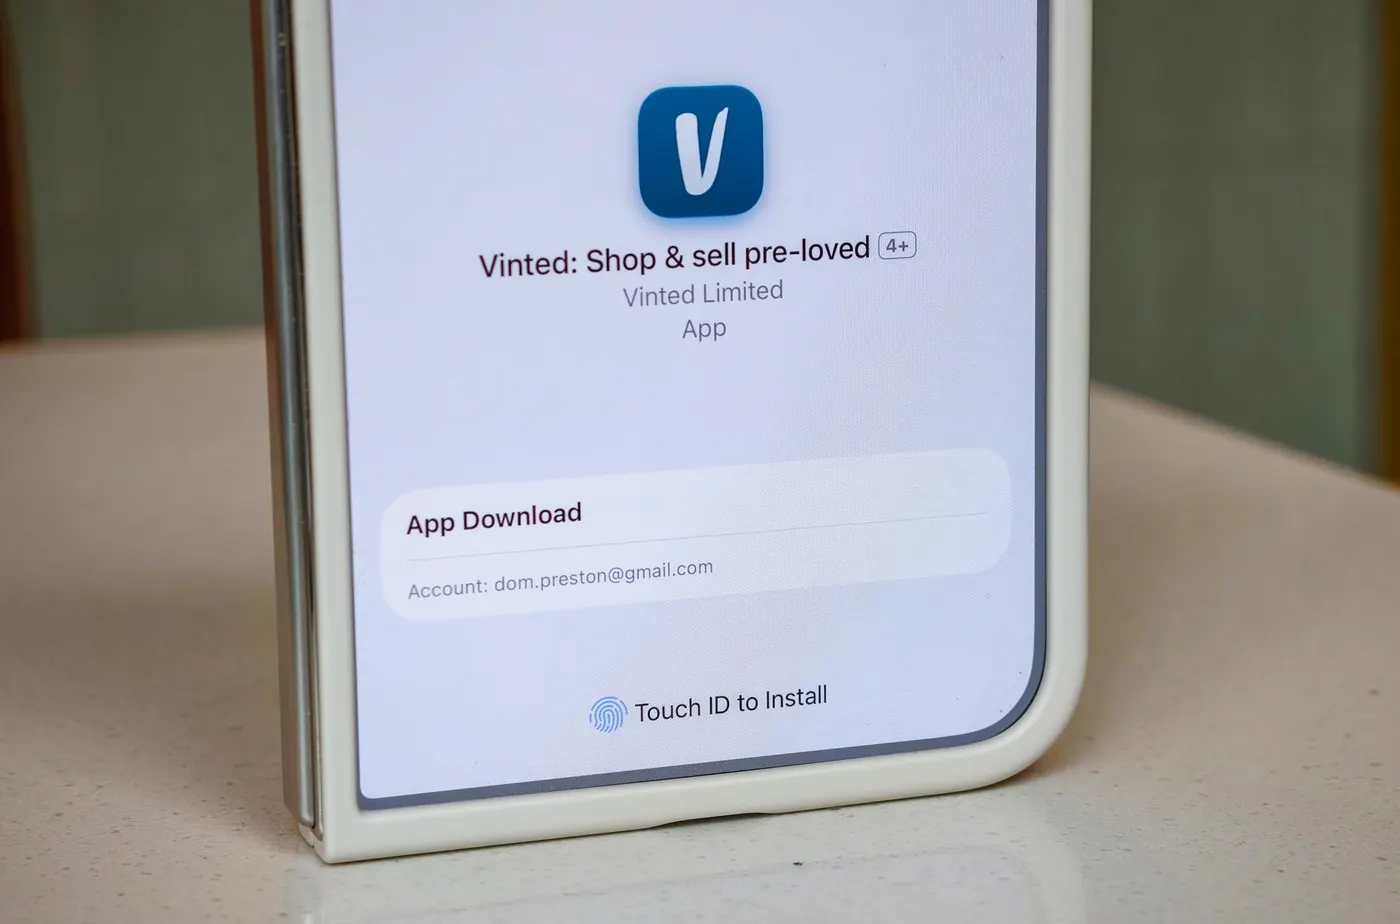 V
Vinted: Shop & sell pre-loved 4+
Vinted Limited
App
App Download
Account: dom.preston@gmail.com
Touch ID to Install